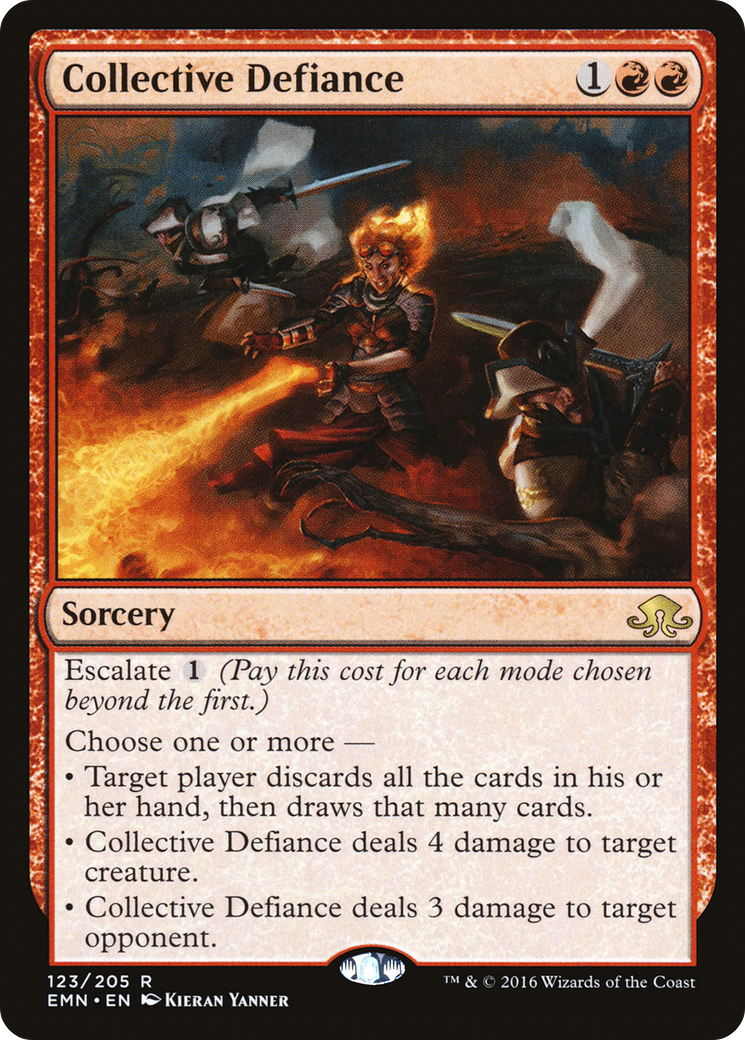 Collective Defiance 1
Sorcery
Escalate 1 (Pay this cost for each mode chosen
beyond the first.)
Choose one or more —
• Target player discards all the cards in his or
her hand, then draws that many cards.
• Collective Defiance deals 4 damage to target
creature.
• Collective Defiance deals 3 damage to target
opponent.
123/205 R
EMN • EN Kieran Yanner
™ & © 2016 Wizards of the Coast